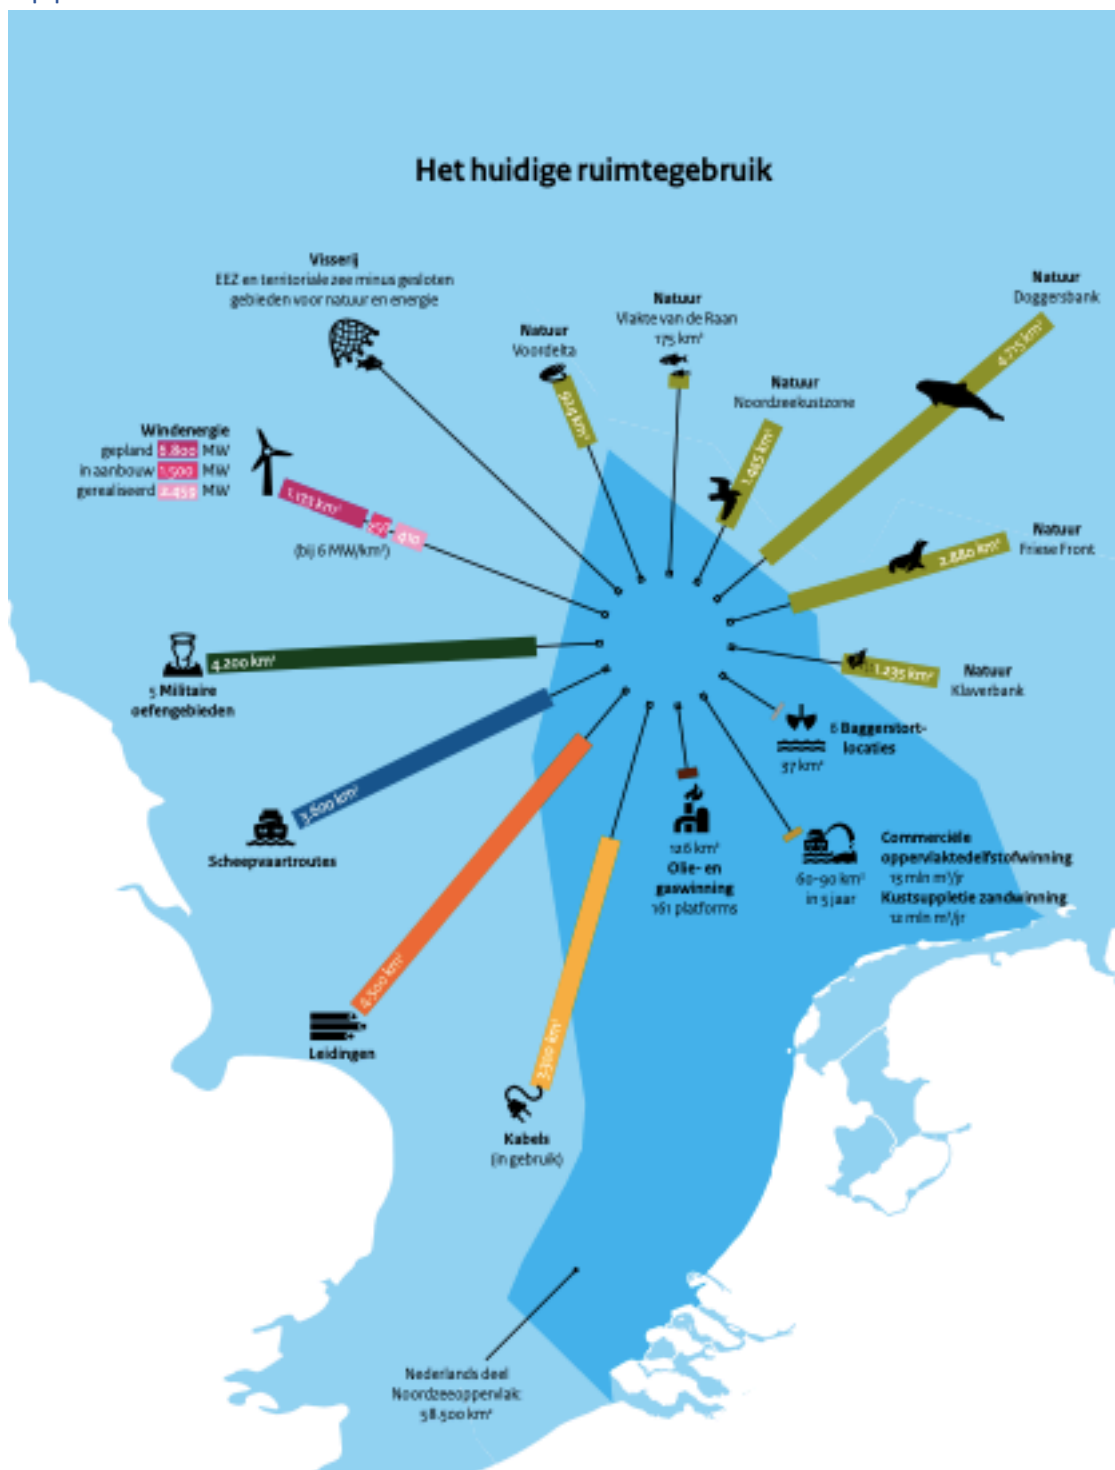 Het huidige ruimtegebruik
Visserij
EEZ en territoriale zee minus gesloten
gebieden voor natuur en energie
Natuur
Voordelta
924 km²
Natuur
Vlakte van de Raan
175 km²
Natuur
Noordzeekustzone
1.445 km²
Natuur
Doggersbank
4.715 km²
Windenergie
gepland MW
in aanbouw 1.500 MW
gerealiseerd 2.459 MW
1.133 km²
250
410
(bij 6 MW/km²)
Natuur
Friese Front
2.880 km²
5 Militaire
oefengebieden
4.200 km²
Natuur
Klaverbank
1.235 km²
6 Baggerstort-
locaties
37 km²
Scheepvaartroutes
3.600 km²
126 km²
Olie- en
gaswinning
161 platforms
60-90 km²
in 5 jaar
Commerciële
oppervlaktedelfstofwinning
15 mln m³/jr
Kustsuppletie zandwinning
12 mln m³/jr
Leidingen
4.500 km²
Kabels
(in gebruik)
3.300 km²
Nederlands deel
Noordzeeoppervlak:
58.500 km²